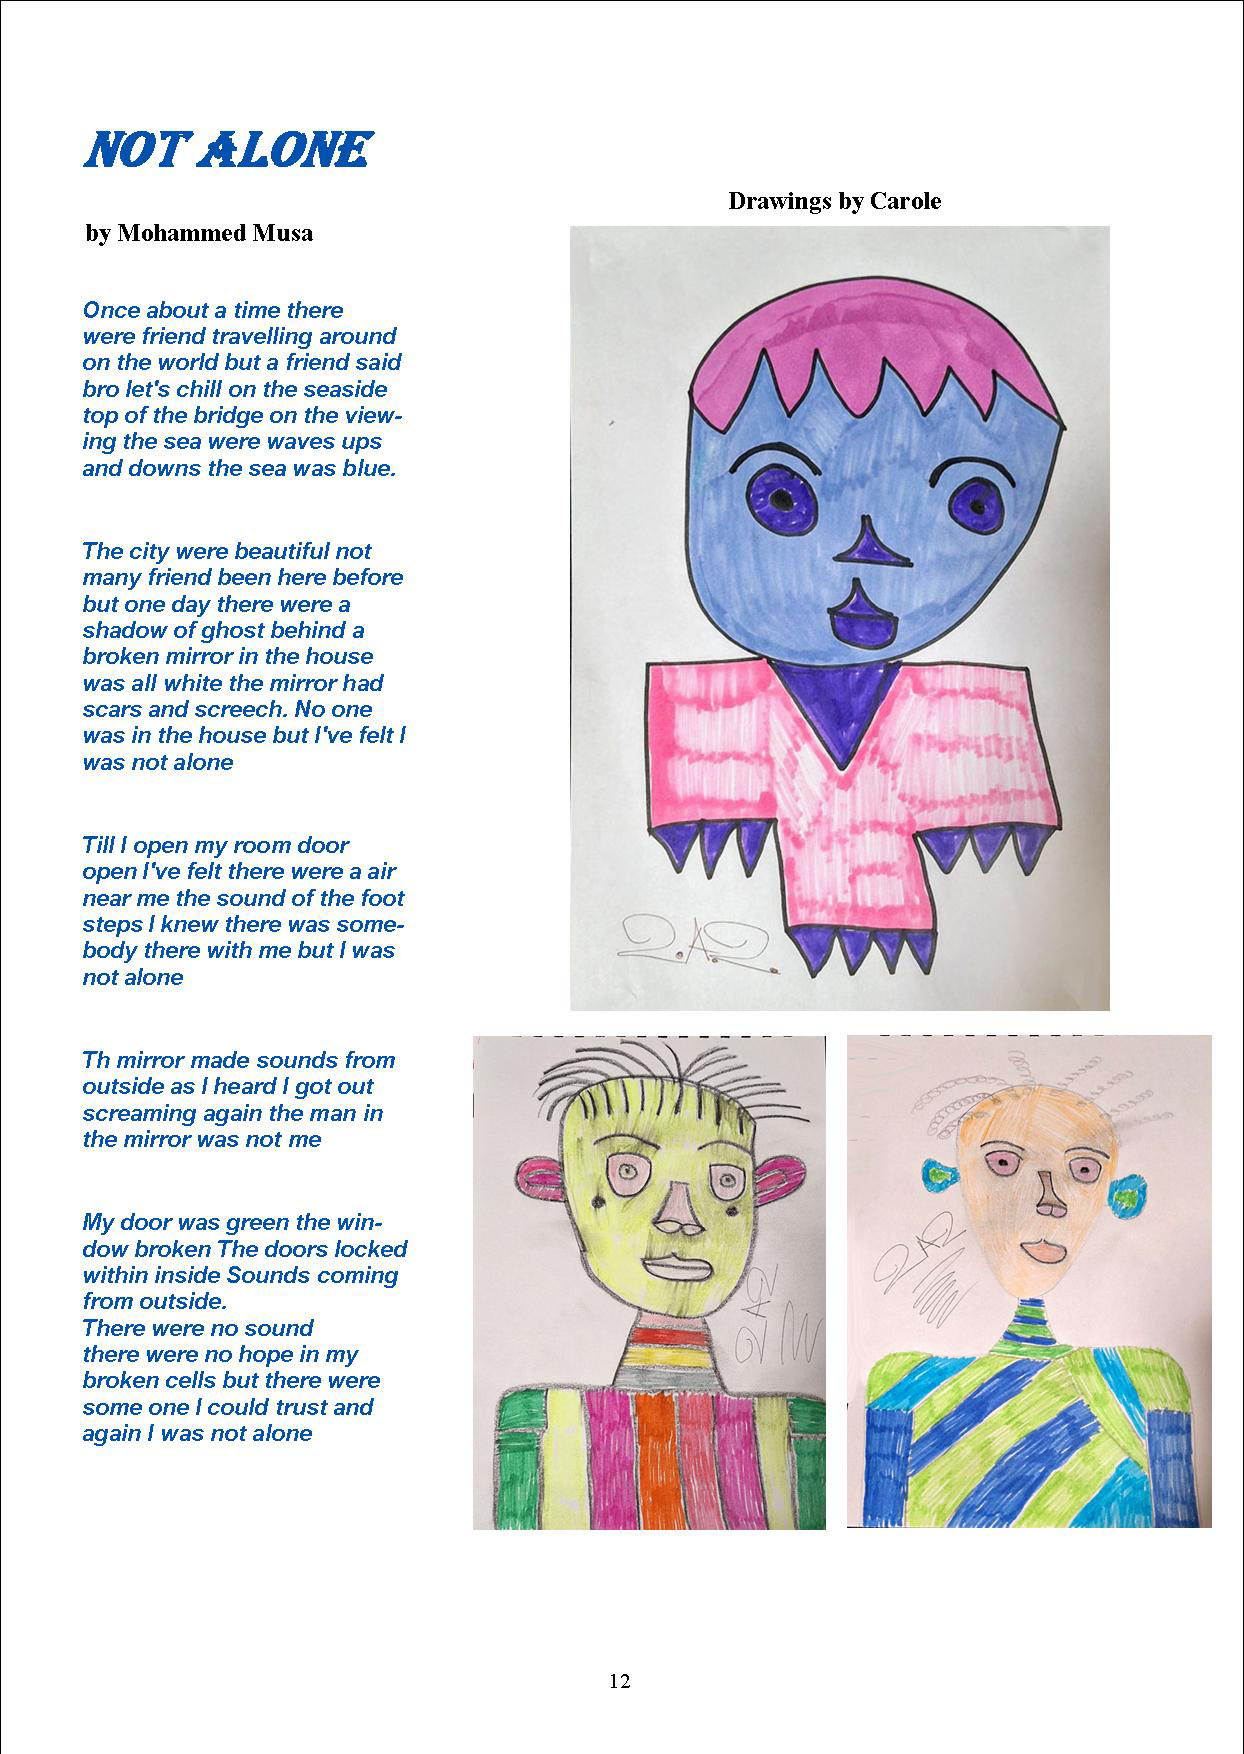 NOT ALONE
by Mohammed Musa
Once about a time there
were friend travelling around
on the world but a friend said
bro let's chill on the seaside
top of the bridge on the view-
ing the sea were waves ups
and downs the sea was blue.
The city were beautiful not
many friend been here before
but one day there were a
shadow of ghost behind a
broken mirror in the house
was all white the mirror had
scars and screech. No one
was in the house but I've felt I
was not alone
Till I open my room door
open I've felt there were a air
near me the sound of the foot
steps I knew there was some-
body there with me but I was
not alone
Th mirror made sounds from
outside as I heard I got out
screaming again the man in
the mirror was not me
My door was green the win-
dow broken The doors locked
within inside Sounds coming
from outside.
There were no sound
there were no hope in my
broken cells but there were
some one I could trust and
again I was not alone
Drawings by Carole
12